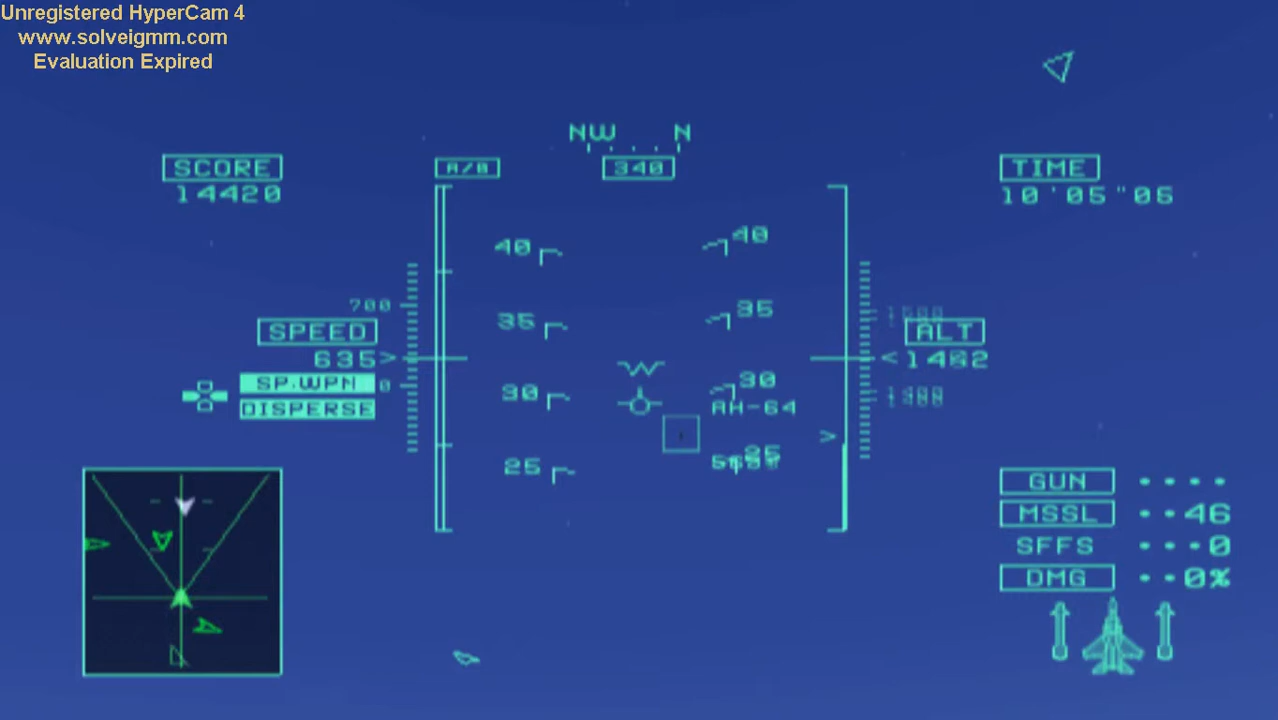 Unregistered HyperCam 4
www.solveigmm.com
Evaluation Expired
NW N
SCORE
14420
A/B
340
TIME
10'05"05
40 40
35 35
700
SPEED
635>
ALT
<1402
SP.WPN
0
DISPERSE
30 30
AH-64
>
25 25
GUN
MSSL 46
SFFS 0
DMG 0%